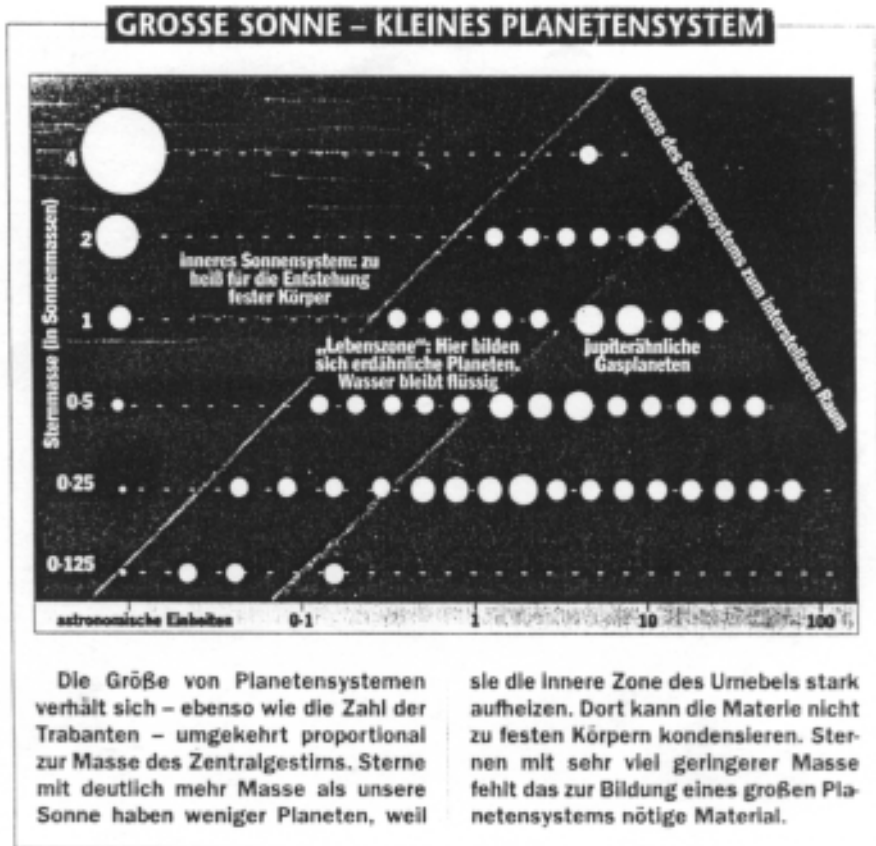 GROSSE SONNE – KLEINES PLANETENSYSTEM
Grenze des Sonnensystems zum interstellaren Raum
Sternmasse (in Sonnenmassen)
4
2
inneres Sonnensystem: zu
heiß für die Entstehung
fester Körper
1
„Lebenszone“: Hier bilden
sich erdähnliche Planeten.
Wasser bleibt flüssig
jupiterähnliche
Gasplaneten
0·5
0·25
0·125
astronomische Einheiten 0·1 1 10 100
Die Größe von Planetensystemen
verhält sich – ebenso wie die Zahl der
Trabanten – umgekehrt proportional
zur Masse des Zentralgestirns. Sterne
mit deutlich mehr Masse als unsere
Sonne haben weniger Planeten, weil
sie die innere Zone des Urnebels stark
aufheizen. Dort kann die Materie nicht
zu festen Körpern kondensieren. Ster-
nen mit sehr viel geringerer Masse
fehlt das zur Bildung eines großen Pla-
netensystems nötige Material.